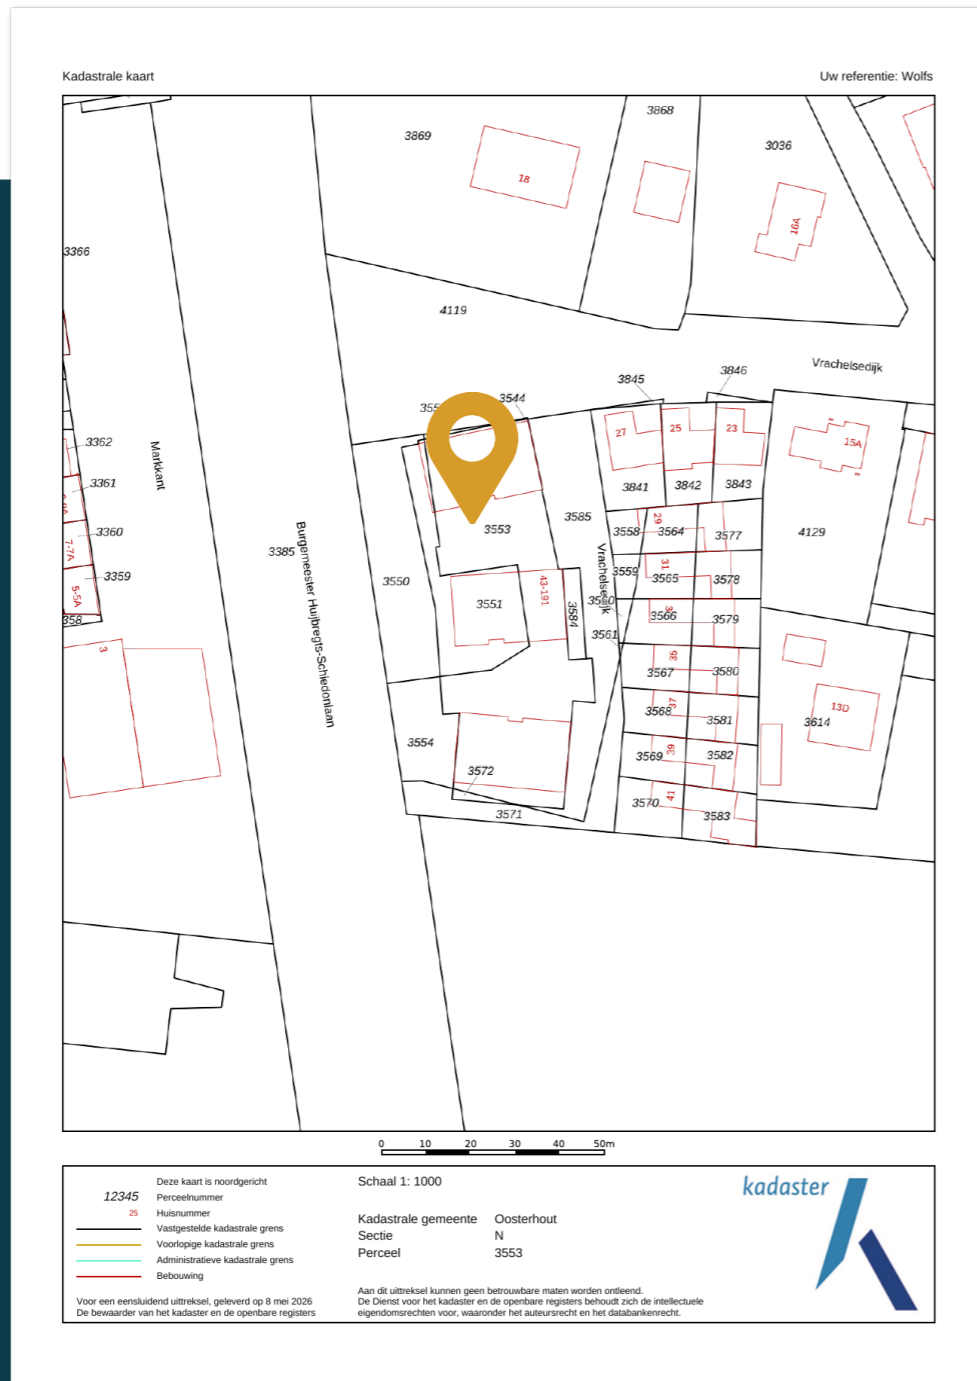 Kadastrale kaart
Uw referentie: Wolfs
3869
3868
3036
18
16A
3366
4119
Vrachelsedijk
3846
3845
3544
27
25
23
15A
3362
Markkant
3361
3841
3842
3843
3360
7-7A
3385
Burgemeester Huijbregts-Schiedonlaan
3553
3585
3558
29
3564
3577
4129
3359
5-5A
3550
3551
43-191
3584
Vrachelsedijk
3559
31
3565
3578
3566
3579
3561
3
35
3567
3580
37
3568
3581
13D
3614
3554
39
3569
3582
3572
41
3570
3583
3571
0 10 20 30 40 50m
Deze kaart is noordgericht
12345 Perceelnummer
25 Huisnummer
Vastgestelde kadastrale grens
Voorlopige kadastrale grens
Administratieve kadastrale grens
Bebouwing
Voor een eensluidend uittreksel, geleverd op 8 mei 2026
De bewaarder van het kadaster en de openbare registers
Schaal 1: 1000
Kadastrale gemeente Oosterhout
Sectie N
Perceel 3553
Aan dit uittreksel kunnen geen betrouwbare maten worden ontleend.
De Dienst voor het kadaster en de openbare registers behoudt zich de intellectuele
eigendomsrechten voor, waaronder het auteursrecht en het databankenrecht.
kadaster